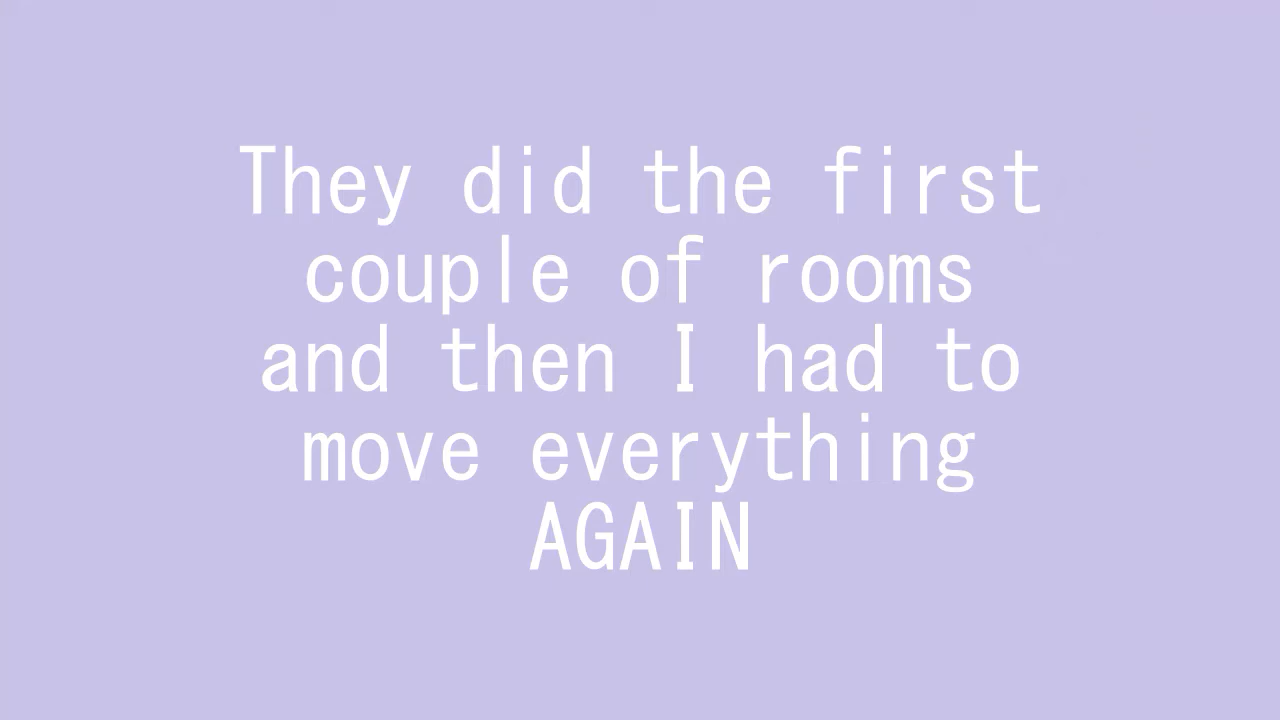 They did the first
couple of rooms
and then I had to
move everything
AGAIN